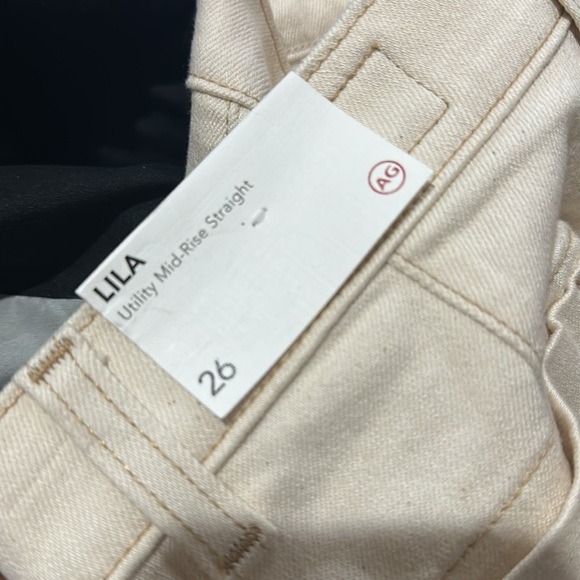 AG
LILA
Utility Mid-Rise Straight
26